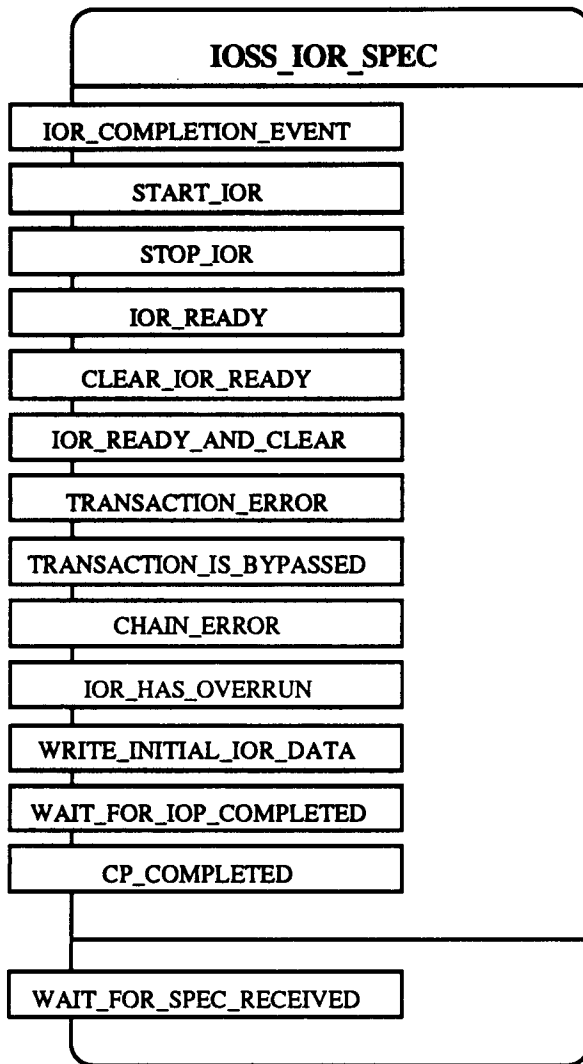 IOSS_IOR_SPEC
IOR_COMPLETION_EVENT
START_IOR
STOP_IOR
IOR_READY
CLEAR_IOR_READY
IOR_READY_AND_CLEAR
TRANSACTION_ERROR
TRANSACTION_IS_BYPASSED
CHAIN_ERROR
IOR_HAS_OVERRUN
WRITE_INITIAL_IOR_DATA
WAIT_FOR_IOP_COMPLETED
CP_COMPLETED
WAIT_FOR_SPEC_RECEIVED